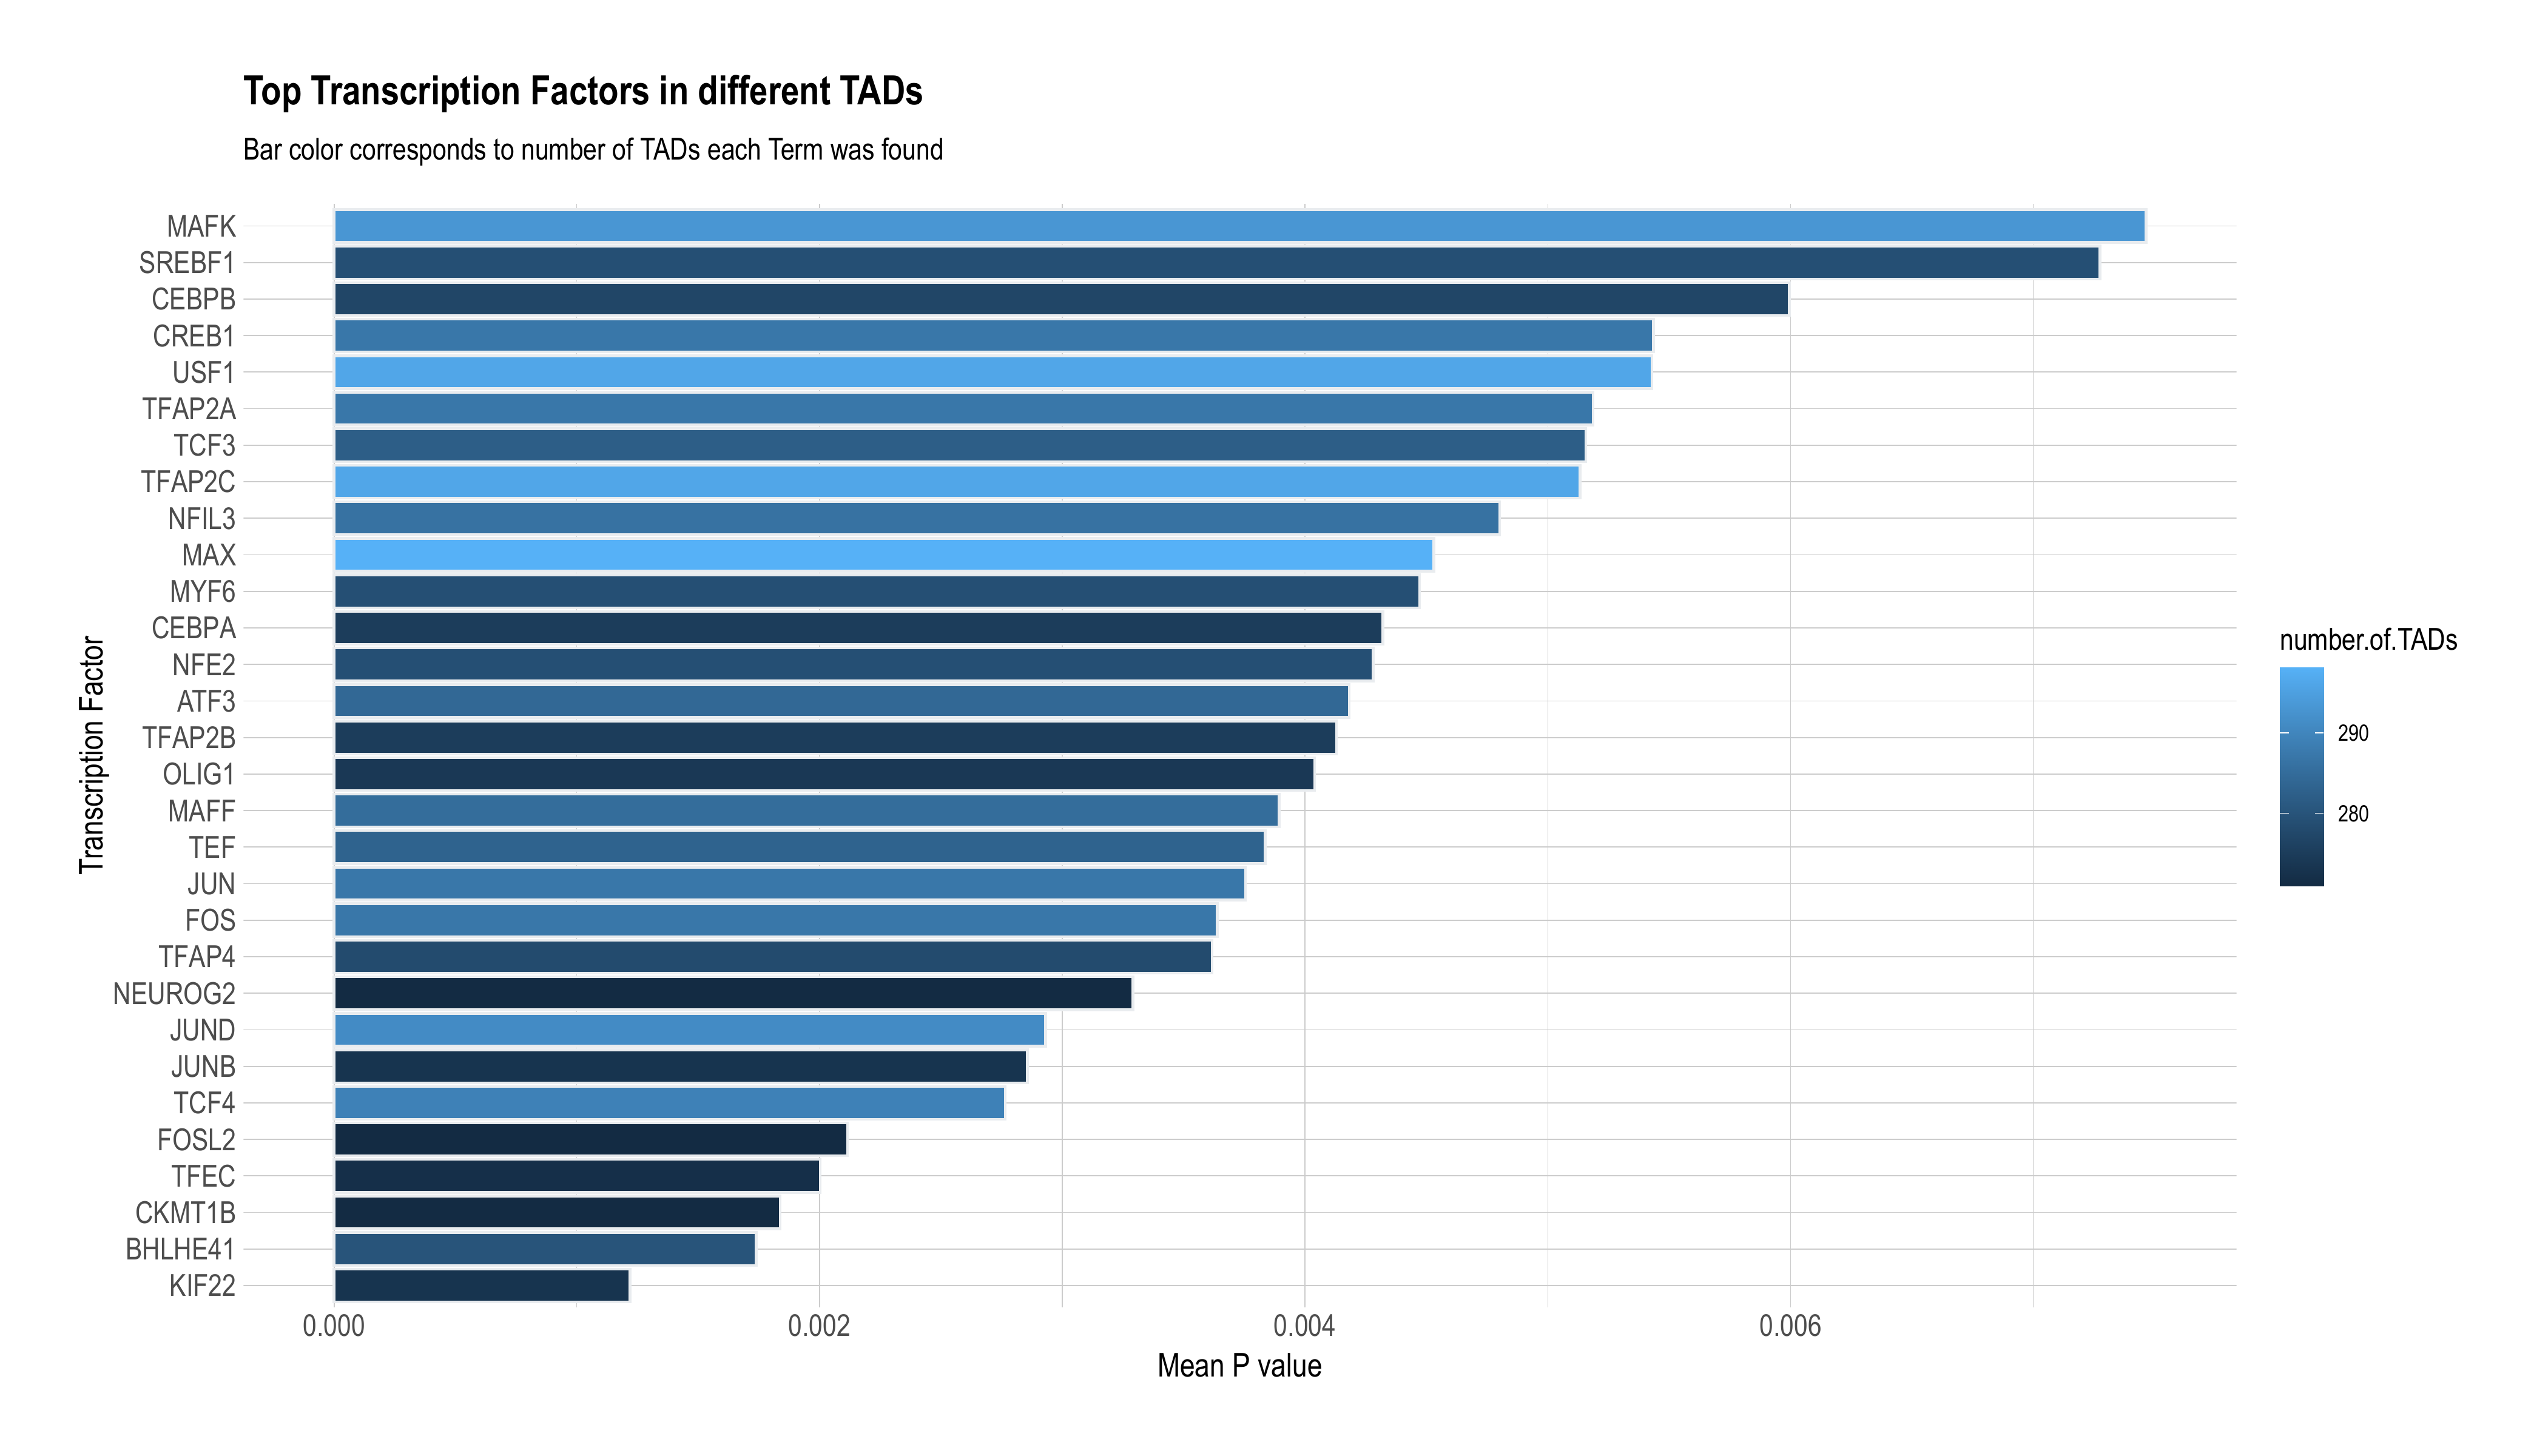 Top Transcription Factors in different TADs
Bar color corresponds to number of TADs each Term was found
MAFK
SREBF1
CEBPB
CREB1
USF1
TFAP2A
TCF3
TFAP2C
NFIL3
MAX
MYF6
CEBPA
NFE2
ATF3
TFAP2B
OLIG1
MAFF
TEF
JUN
FOS
TFAP4
NEUROG2
JUND
JUNB
TCF4
FOSL2
TFEC
CKMT1B
BHLHE41
KIF22
Transcription Factor
0.000 0.002 0.004 0.006
Mean P value
number.of.TADs
290
280